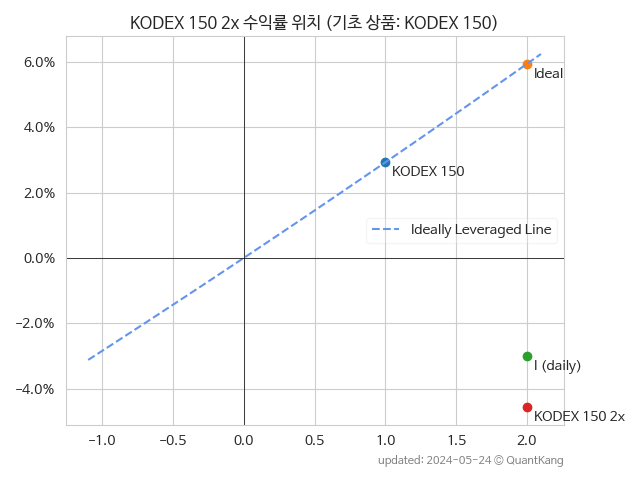 KODEX 150 2x 수익률 위치 (기초 상품: KODEX 150)
6.0%
Ideal
4.0%
KODEX 150
2.0%
Ideally Leveraged Line
0.0%
-2.0%
I (daily)
-4.0%
KODEX 150 2x
-1.0 -0.5 0.0 0.5 1.0 1.5 2.0
updated: 2024-05-24 © QuantKang